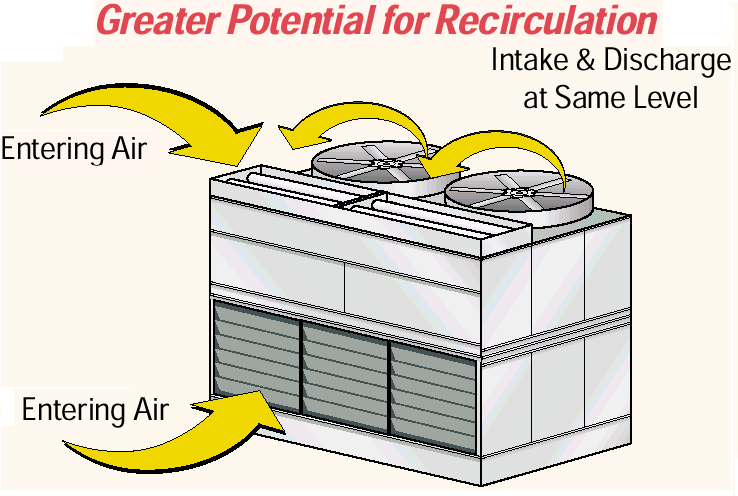 Greater Potential for Recirculation
Intake & Discharge
at Same Level
Entering Air
Entering Air